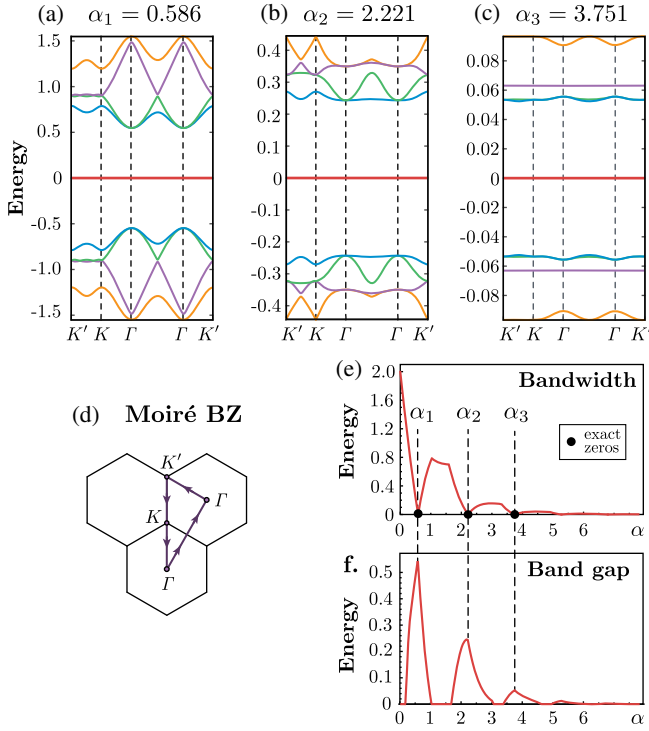 (a) α₁ = 0.586
(b) α₂ = 2.221
(c) α₃ = 3.751
Energy
1.5
1.0
0.5
0
-0.5
-1.0
-1.5
K′ K Γ Γ K′
0.4
0.3
0.2
0.1
0
-0.1
-0.2
-0.3
-0.4
K′ K Γ Γ K′
0.08
0.06
0.04
0.02
0
-0.02
-0.04
-0.06
-0.08
K′ K Γ Γ K′
(d) Moiré BZ
K′
Γ
K
Γ
(e)
Bandwidth
Energy
2.0
1.6
1.2
0.8
0.4
0
α₁ α₂ α₃
exact
zeros
0 1 2 3 4 5 6 α
f.
Band gap
Energy
0.5
0.4
0.3
0.2
0.1
0
0 1 2 3 4 5 6 α